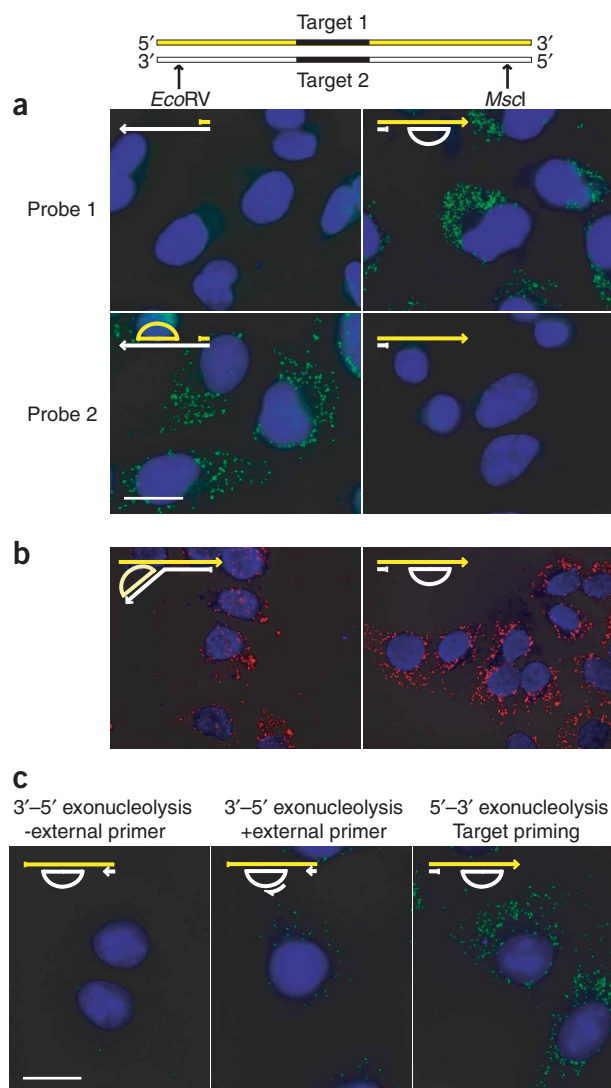 Target 1
5′ 3′
3′ 5′
Target 2
EcoRV MscI
a
Probe 1
Probe 2
b
c
3′–5′ exonucleolysis
-external primer
3′–5′ exonucleolysis
+external primer
5′–3′ exonucleolysis
Target priming